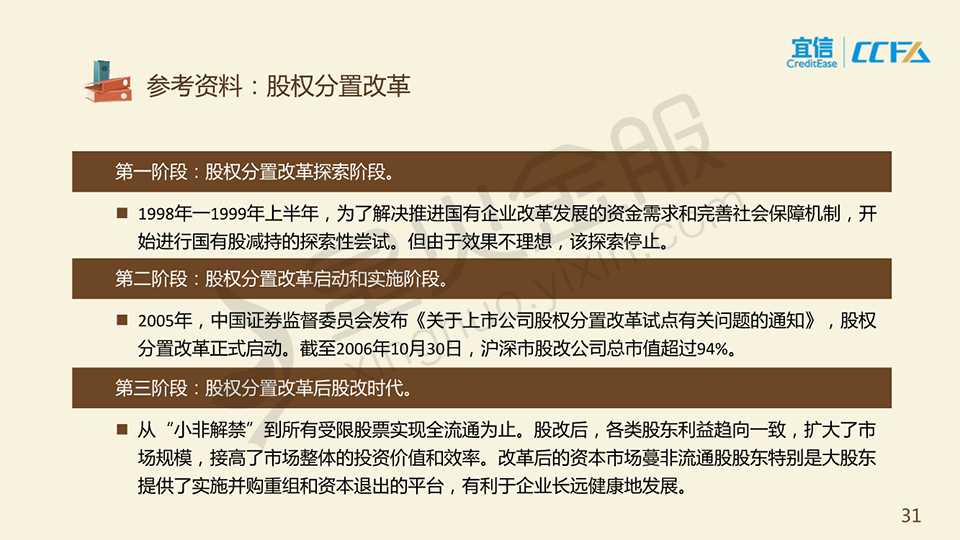 宜信
CreditEase
CCFA
参考资料：股权分置改革
第一阶段：股权分置改革探索阶段。
■ 1998年—1999年上半年，为了解决推进国有企业改革发展的资金需求和完善社会保障机制，开
始进行国有股减持的探索性尝试。但由于效果不理想，该探索停止。
第二阶段：股权分置改革启动和实施阶段。
■ 2005年，中国证券监督委员会发布《关于上市公司股权分置改革试点有关问题的通知》，股权
分置改革正式启动。截至2006年10月30日，沪深市股改公司总市值超过94%。
第三阶段：股权分置改革后股改时代。
■ 从“小非解禁”到所有受限股票实现全流通为止。股改后，各类股东利益趋向一致，扩大了市
场规模，接高了市场整体的投资价值和效率。改革后的资本市场蔓非流通股股东特别是大股东
提供了实施并购重组和资本退出的平台，有利于企业长远健康地发展。
星火金服
xinghuo.yixin.com
31